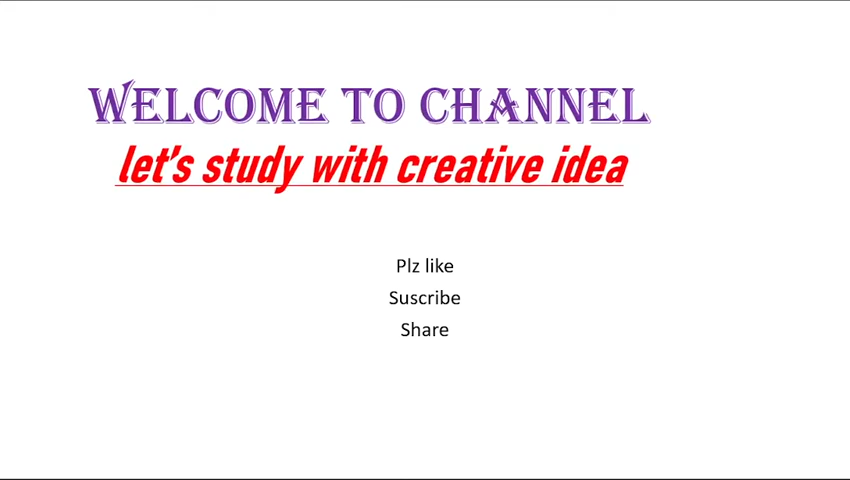 WELCOME TO CHANNEL
let's study with creative idea
Plz like
Suscribe
Share